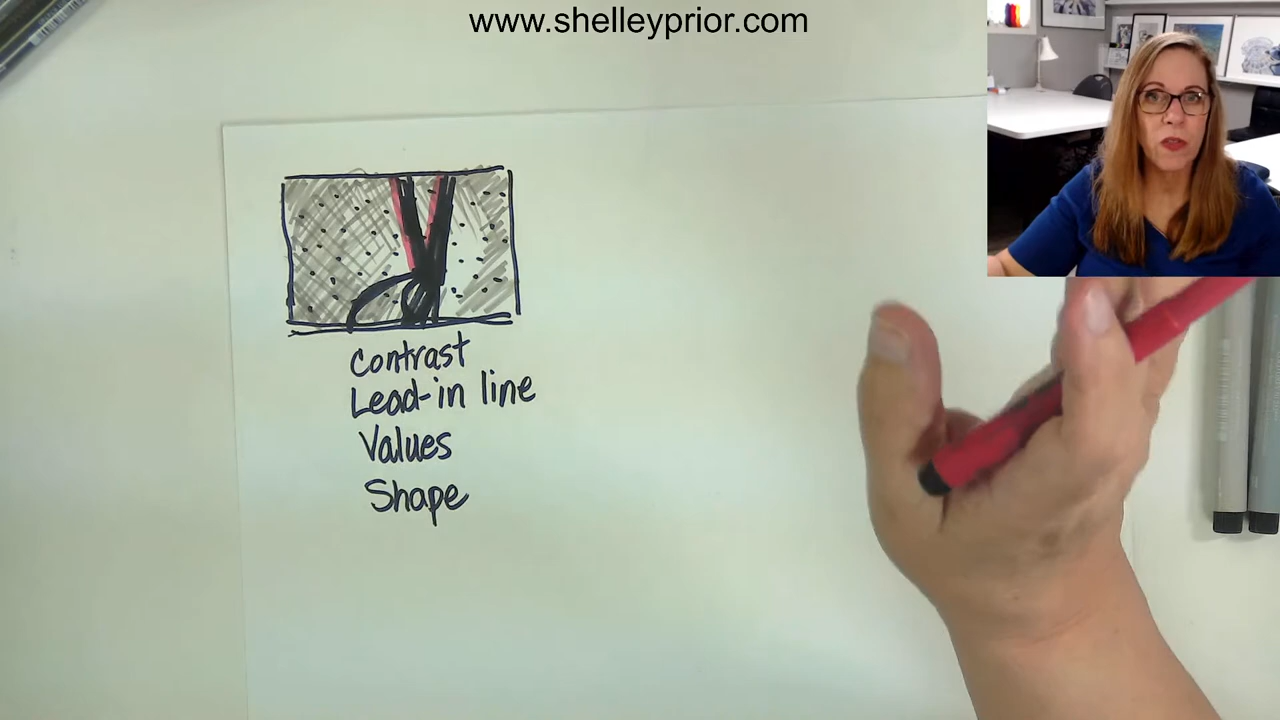 www.shelleyprior.com
Contrast
Lead-in line
Values
Shape